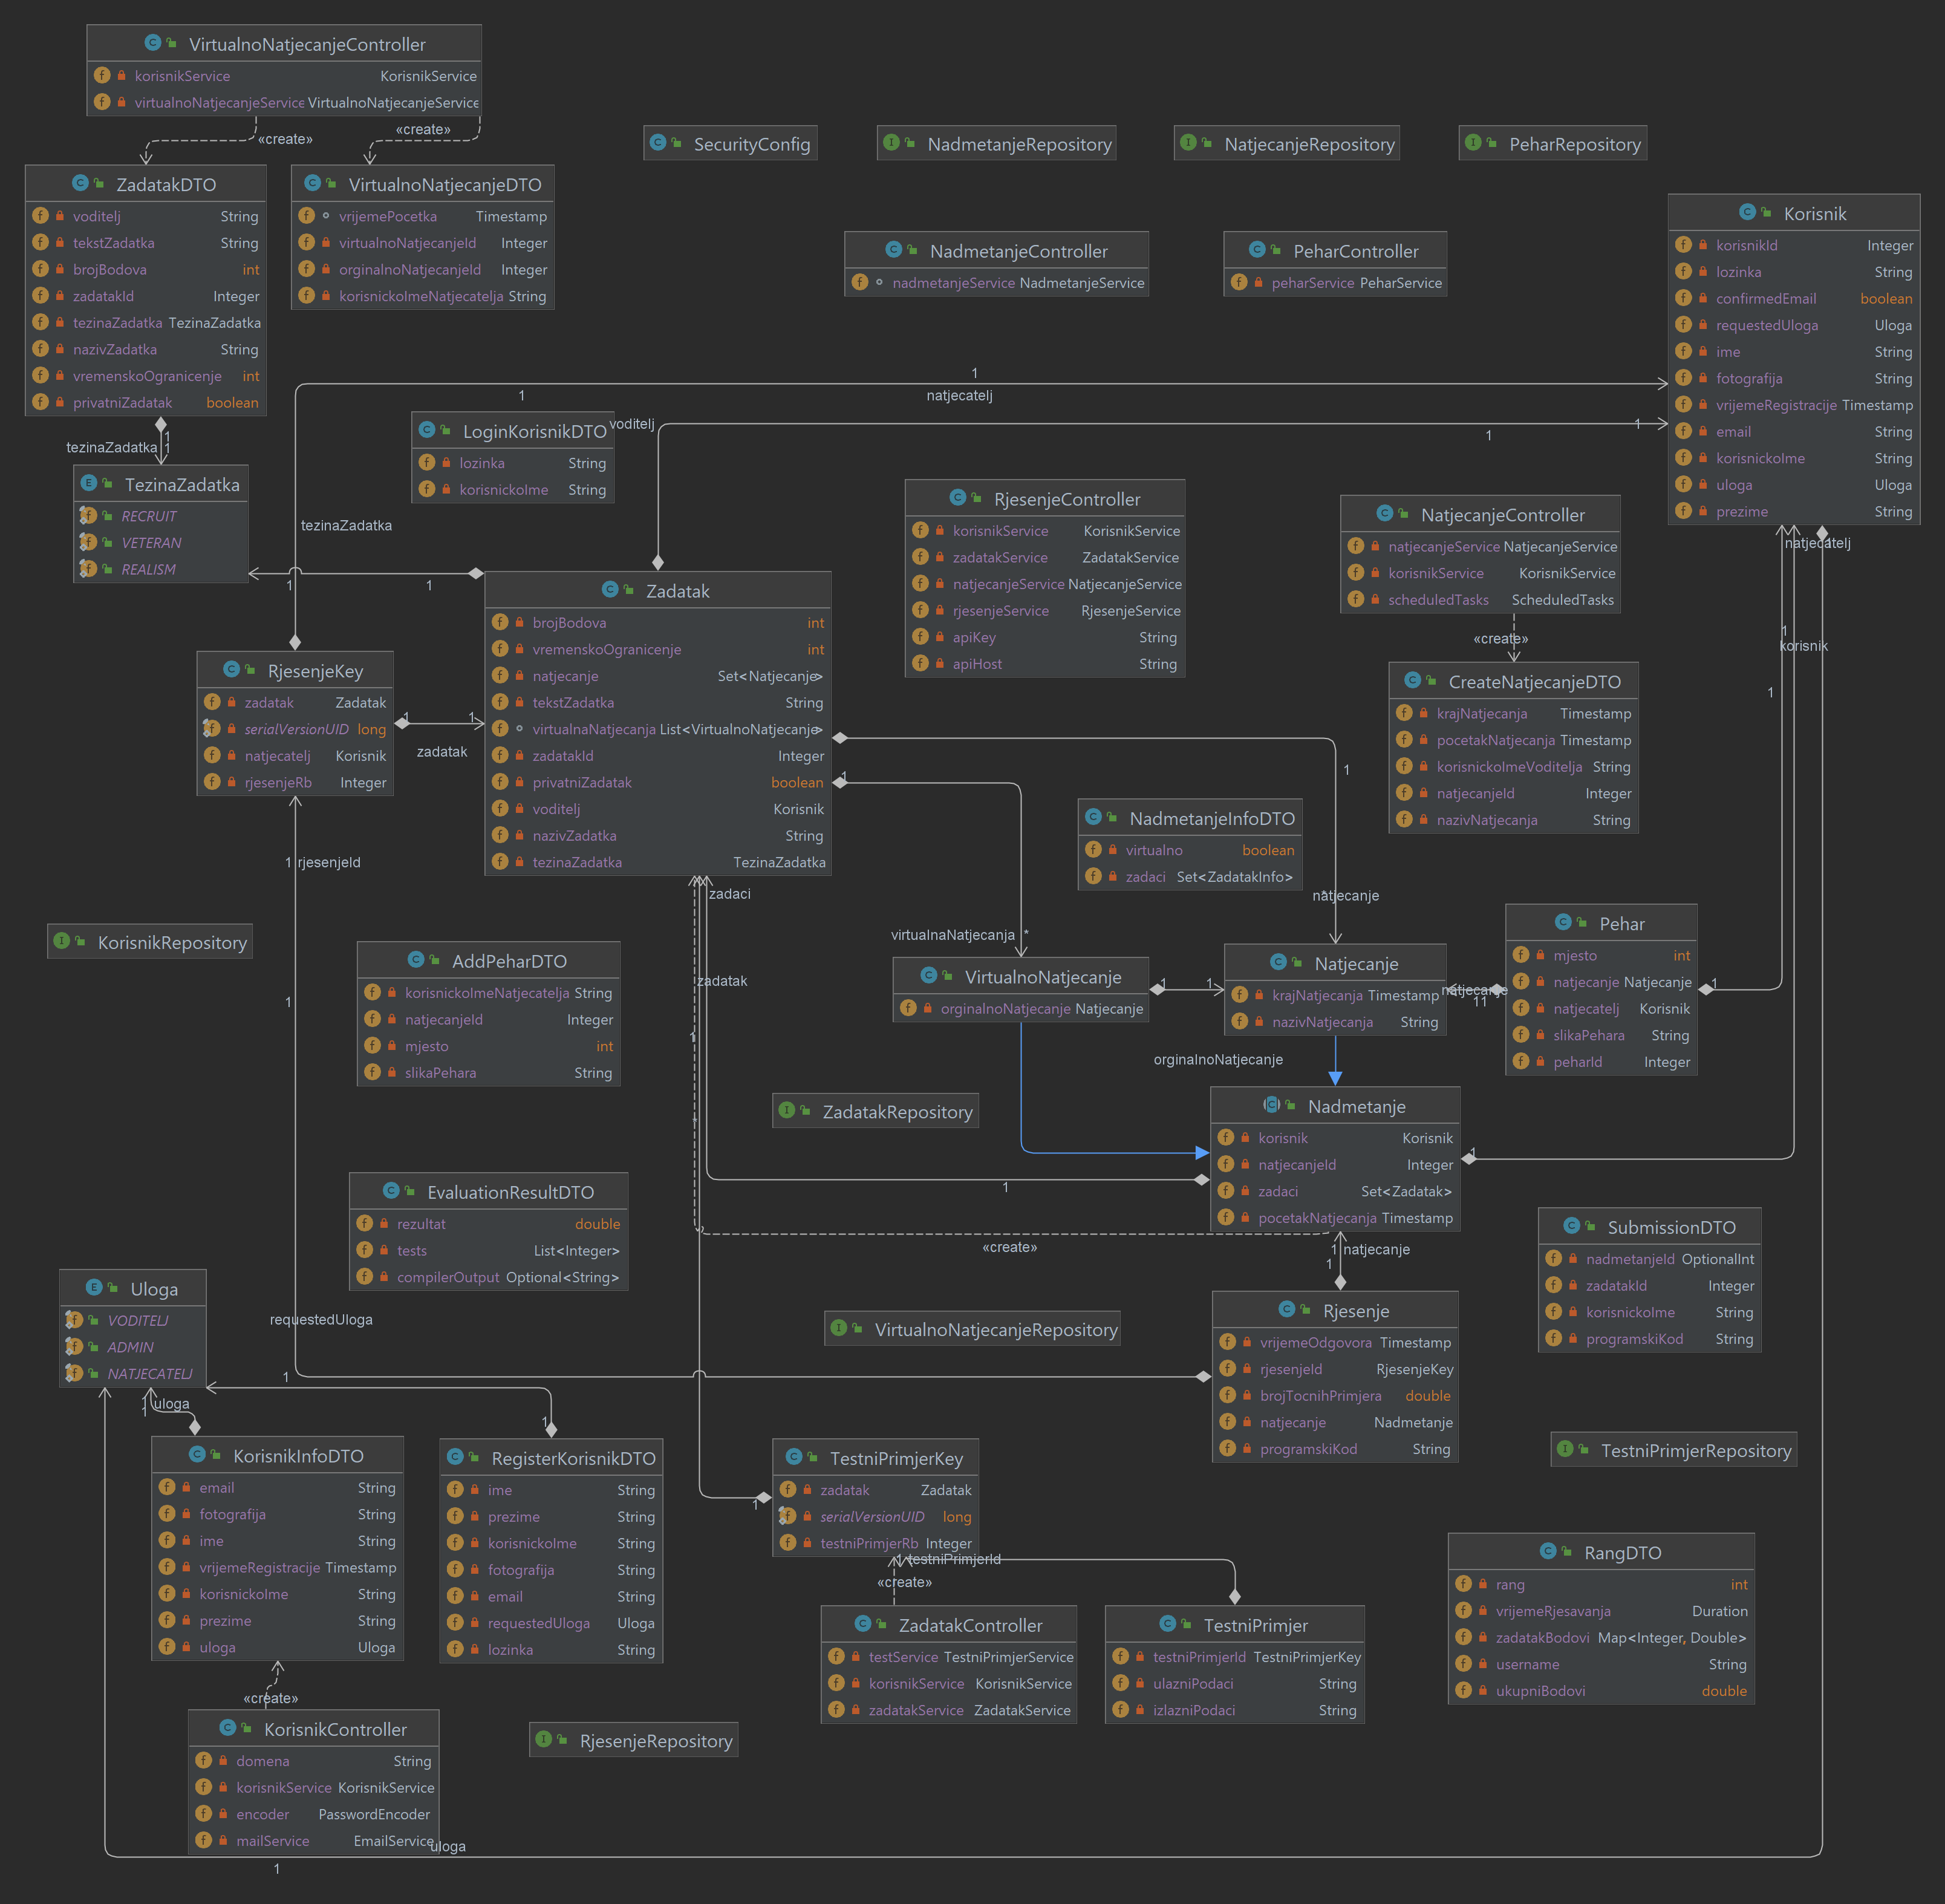 VirtualnoNatjecanjeController
korisnikService KorisnikService
virtualnoNatjecanjeService VirtualnoNatjecanjeService
«create»
«create»
ZadatakDTO
voditelj String
tekstZadatka String
brojBodova int
zadatakId Integer
tezinaZadatka TezinaZadatka
nazivZadatka String
vremenskoOgranicenje int
privatniZadatak boolean
VirtualnoNatjecanjeDTO
vrijemePocetka Timestamp
virtualnoNatjecanjeId Integer
orginalnoNatjecanjeId Integer
korisnickoImeNatjecatelja String
SecurityConfig
NadmetanjeRepository
NatjecanjeRepository
PeharRepository
NadmetanjeController
nadmetanjeService NadmetanjeService
PeharController
peharService PeharService
Korisnik
korisnikId Integer
lozinka String
confirmedEmail boolean
requestedUloga Uloga
ime String
fotografija String
vrijemeRegistracije Timestamp
email String
korisnickoIme String
uloga Uloga
prezime String
1
natjecatelj
1
voditelj
1
1
tezinaZadatka
1
1
LoginKorisnikDTO
lozinka String
korisnickoIme String
TezinaZadatka
RECRUIT
VETERAN
REALISM
tezinaZadatka
1
1
RjesenjeController
korisnikService KorisnikService
zadatakService ZadatakService
natjecanjeService NatjecanjeService
rjesenjeService RjesenjeService
apiKey String
apiHost String
NatjecanjeController
natjecanjeService NatjecanjeService
korisnikService KorisnikService
scheduledTasks ScheduledTasks
«create»
natjecatelj
1
1
korisnik
1
Zadatak
brojBodova int
vremenskoOgranicenje int
natjecanje Set<Natjecanje>
tekstZadatka String
virtualnaNatjecanja List<VirtualnoNatjecanje>
zadatakId Integer
privatniZadatak boolean
voditelj Korisnik
nazivZadatka String
tezinaZadatka TezinaZadatka
RjesenjeKey
zadatak Zadatak
serialVersionUID long
natjecatelj Korisnik
rjesenjeRb Integer
1
1
zadatak
CreateNatjecanjeDTO
krajNatjecanja Timestamp
pocetakNatjecanja Timestamp
korisnickoImeVoditelja String
natjecanjeId Integer
nazivNatjecanja String
1
1
NadmetanjeInfoDTO
virtualno boolean
zadaci Set<ZadatakInfo>
1
rjesenjeId
zadaci
natjecanje
*
virtualnaNatjecanja
*
KorisnikRepository
AddPeharDTO
korisnickoImeNatjecatelja String
natjecanjeId Integer
mjesto int
slikaPehara String
zadatak
1
1
*
VirtualnoNatjecanje
orginalnoNatjecanje Natjecanje
1
1
Natjecanje
krajNatjecanja Timestamp
nazivNatjecanja String
natjecanje
1
1
Pehar
mjesto int
natjecanje Natjecanje
natjecatelj Korisnik
slikaPehara String
peharId Integer
1
orginalnoNatjecanje
ZadatakRepository
Nadmetanje
korisnik Korisnik
natjecanjeId Integer
zadaci Set<Zadatak>
pocetakNatjecanja Timestamp
1
1
«create»
1
natjecanje
1
EvaluationResultDTO
rezultat double
tests List<Integer>
compilerOutput Optional<String>
SubmissionDTO
nadmetanjeId OptionalInt
zadatakId Integer
korisnickoIme String
programskiKod String
Uloga
VODITELJ
ADMIN
NATJECATELJ
requestedUloga
1
1
1
1
uloga
VirtualnoNatjecanjeRepository
Rjesenje
vrijemeOdgovora Timestamp
rjesenjeId RjesenjeKey
brojTocnihPrimjera double
natjecanje Nadmetanje
programskiKod String
KorisnikInfoDTO
email String
fotografija String
ime String
vrijemeRegistracije Timestamp
korisnickoIme String
prezime String
uloga Uloga
RegisterKorisnikDTO
ime String
prezime String
korisnickoIme String
fotografija String
email String
requestedUloga Uloga
lozinka String
TestniPrimjerKey
zadatak Zadatak
serialVersionUID long
testniPrimjerRb Integer
1
TestniPrimjerRepository
1
testniPrimjerId
«create»
RangDTO
rang int
vrijemeRjesavanja Duration
zadatakBodovi Map<Integer, Double>
username String
ukupniBodovi double
ZadatakController
testService TestniPrimjerService
korisnikService KorisnikService
zadatakService ZadatakService
TestniPrimjer
testniPrimjerId TestniPrimjerKey
ulazniPodaci String
izlazniPodaci String
«create»
KorisnikController
domena String
korisnikService KorisnikService
encoder PasswordEncoder
mailService EmailService
RjesenjeRepository
uloga
1